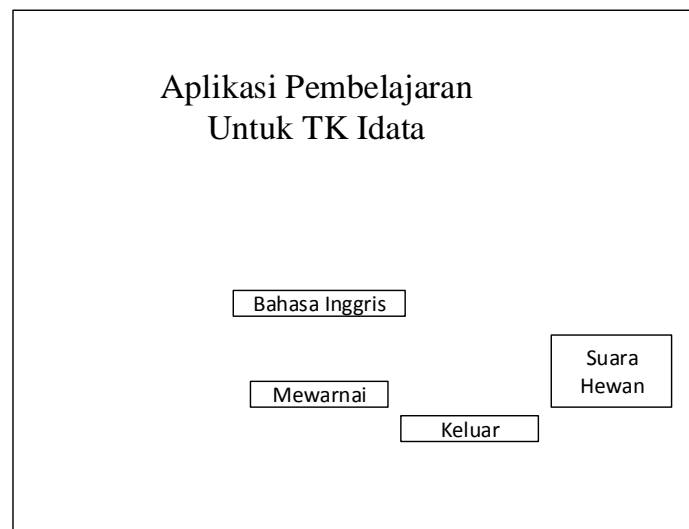 Aplikasi Pembelajaran
Untuk TK Idata
Bahasa Inggris
Suara
Hewan
Mewarnai
Keluar